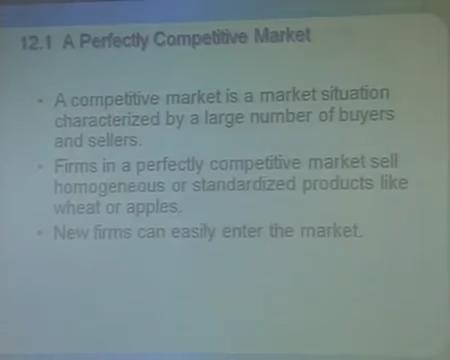 12.1 A Perfectly Competitive Market
• A competitive market is a market situation
characterized by a large number of buyers
and sellers.
• Firms in a perfectly competitive market sell
homogeneous or standardized products like
wheat or apples.
• New firms can easily enter the market.